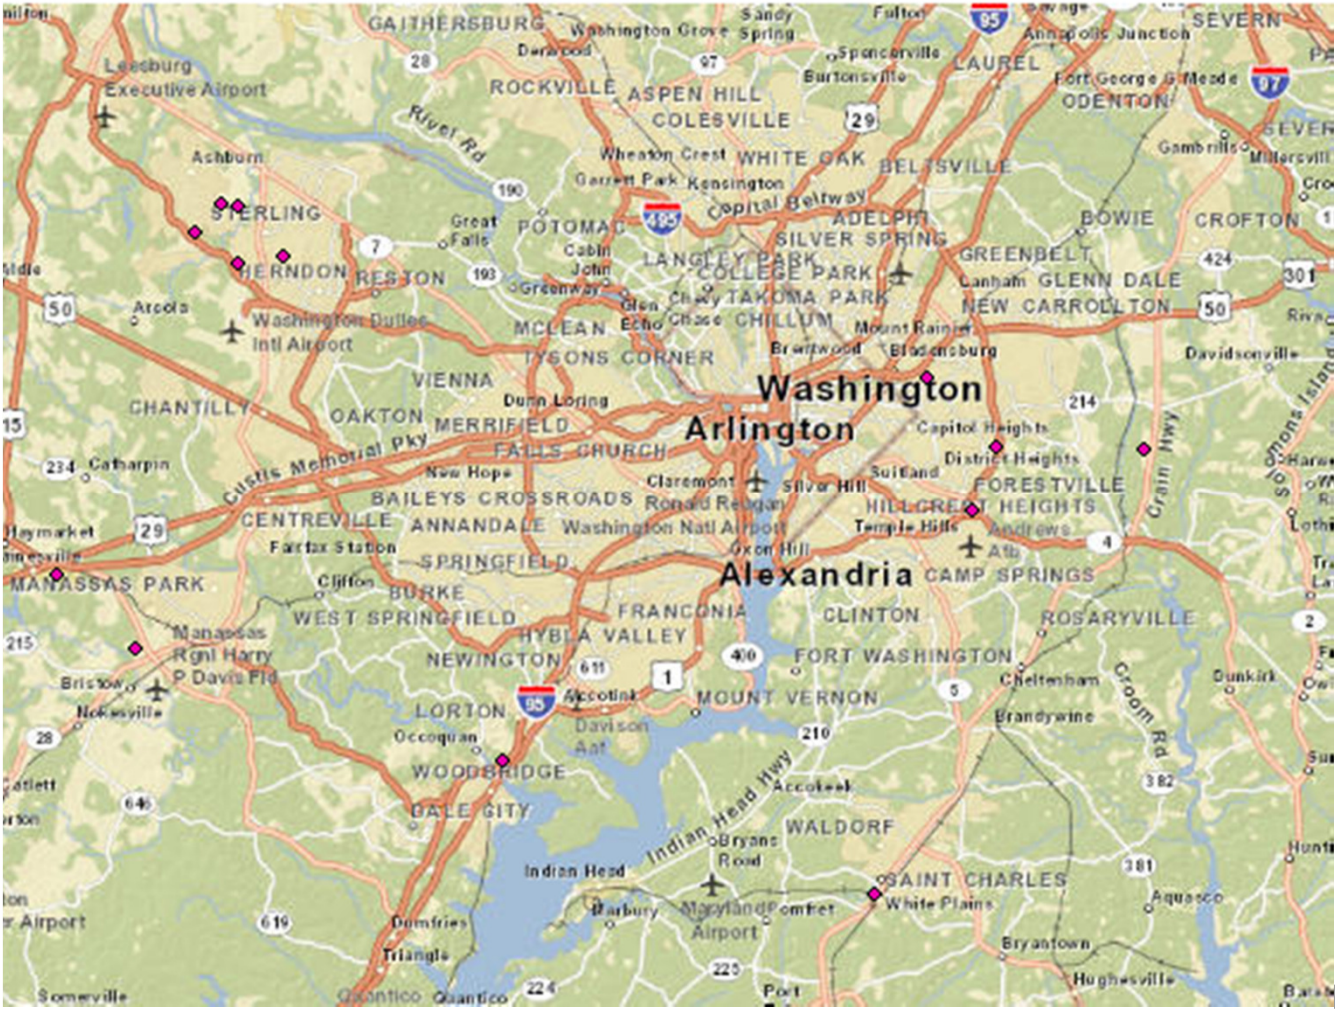 GAITHERSBURG
Washington Grove
Sandy
Spring
Fulton
95
Savage
SEVERN
Annapolis Junction
Derwood
28
97
Spencerville
Burtonsville
LAUREL
Fort George G Meade
97
ODENTON
Leesburg
Executive Airport
ROCKVILLE
ASPEN HILL
COLESVILLE
29
River Rd
Ashburn
Wheaton Crest
WHITE OAK
BELTSVILLE
Gambrills
Garrett Park
Kensington
190
Capital Beltway
STERLING
POTOMAC
495
ADELPHI
BOWIE
CROFTON
Great
Falls
7
SILVER SPRING
Cabin
John
LANGLEY PARK
GREENBELT
424
HERNDON
RESTON
193
COLLEGE PARK
Lanham
GLENN DALE
301
Greenway
Glen
Echo
Chevy
Chase
TAKOMA PARK
NEW CARROLLTON
50
50
Arcola
Washington Dulles
Intl Airport
MCLEAN
CHILLUM
Mount Rainier
TYSONS CORNER
Brentwood
Bladensburg
Davidsonville
VIENNA
Washington
CHANTILLY
OAKTON
Dunn Loring
214
15
MERRIFIELD
Arlington
Capitol Heights
Custis Memorial Pky
FALLS CHURCH
District Heights
Crain Hwy
Solomons Island
234
Catharpin
New Hope
Claremont
Suitland
Silver Hill
FORESTVILLE
BAILEYS CROSSROADS
Ronald Reagan
Washington Natl Airport
HILLCREST HEIGHTS
CENTREVILLE
ANNANDALE
Temple Hills
Andrews
Afb
Haymarket
29
Fairfax Station
Oxon Hill
4
SPRINGFIELD
Alexandria
CAMP SPRINGS
MANASSAS PARK
Clifton
BURKE
WEST SPRINGFIELD
FRANCONIA
CLINTON
ROSARYVILLE
2
215
Manassas
Rgnl Harry
P Davis Fld
HYBLA VALLEY
NEWINGTON
611
1
400
FORT WASHINGTON
Cheltenham
Dunkirk
Bristow
Nokesville
95
Accotink
MOUNT VERNON
5
LORTON
Davison
Aaf
Brandywine
Croom Rd
28
Occoquan
210
WOODBRIDGE
Indian Head Hwy
Accokeek
382
646
DALE CITY
Bryans
Road
WALDORF
381
Indian Head
SAINT CHARLES
White Plains
Aquasco
619
Dumfries
Marbury
Maryland
Airport
Pomfret
Triangle
Bryantown
225
Hughesville
Somerville
Quantico
Quantico
224
Port